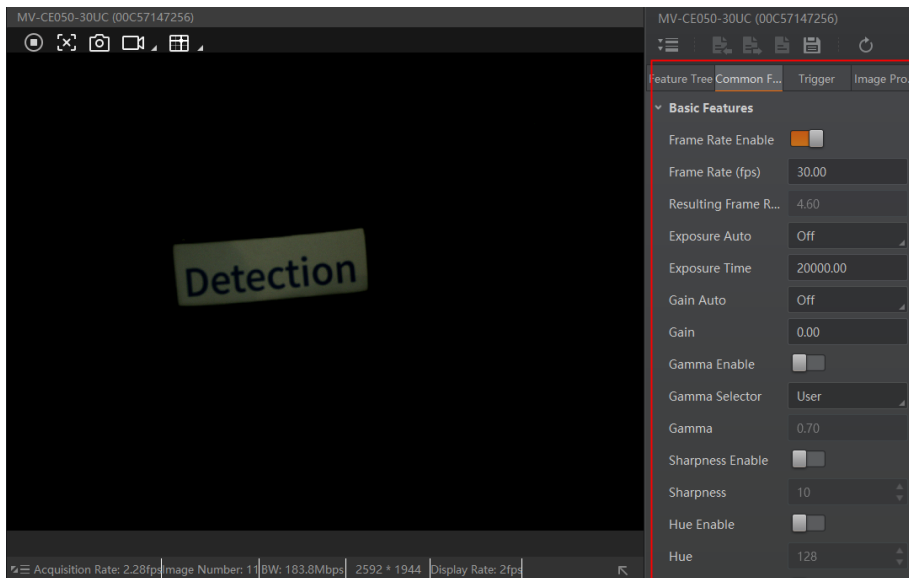 MV-CE050-30UC (00C57147256)
Detection
Acquisition Rate: 2.28fps Image Number: 11 BW: 183.8Mbps 2592 * 1944 Display Rate: 2fps
MV-CE050-30UC (00C57147256)
Feature Tree Common F... Trigger Image Pro.
Basic Features
Frame Rate Enable
Frame Rate (fps) 30.00
Resulting Frame R... 4.60
Exposure Auto Off
Exposure Time 20000.00
Gain Auto Off
Gain 0.00
Gamma Enable
Gamma Selector User
Gamma 0.70
Sharpness Enable
Sharpness 10
Hue Enable
Hue 128